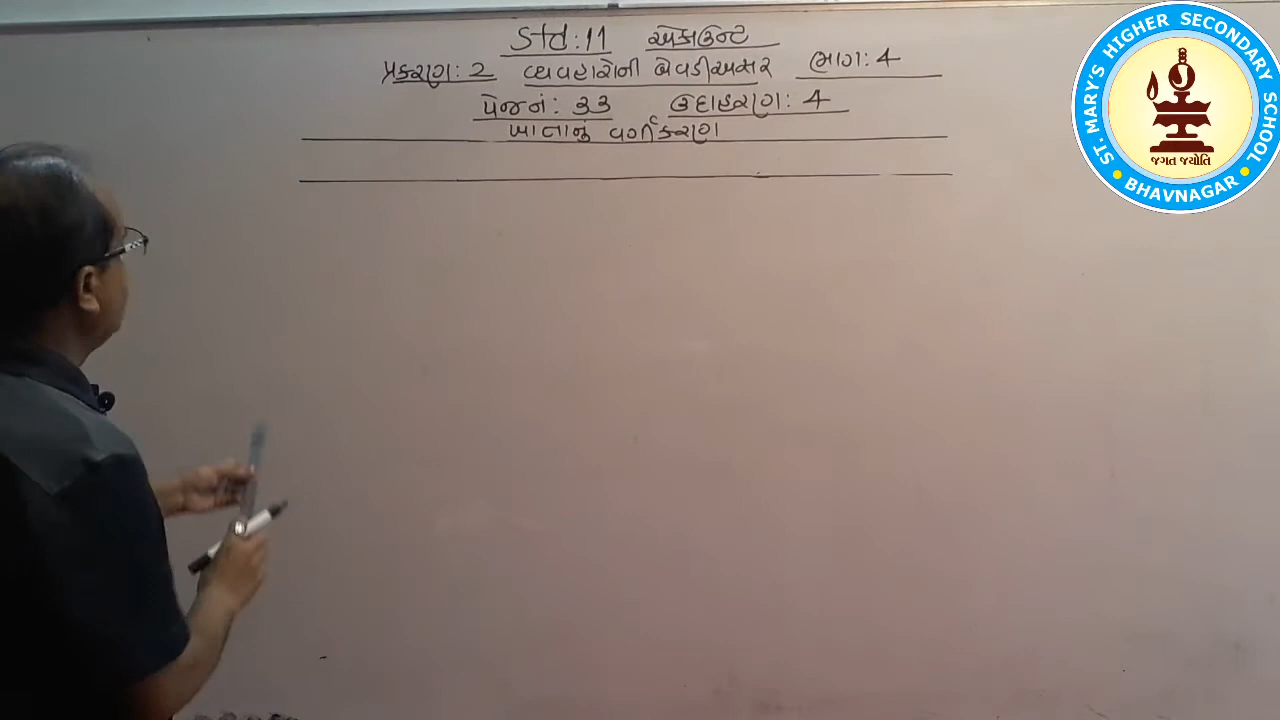 Std: 11 એકાઉન્ટ
પ્રકરણ: 2 વ્યવહારોની બેવડી અસર ભાગ: 4
પેજનં: 33 ઉદાહરણ: 4
ખાતાનું વર્ગીકરણ
ST. MARY'S HIGHER SECONDARY SCHOOL
જગત જ્યોતિ
BHAVNAGAR